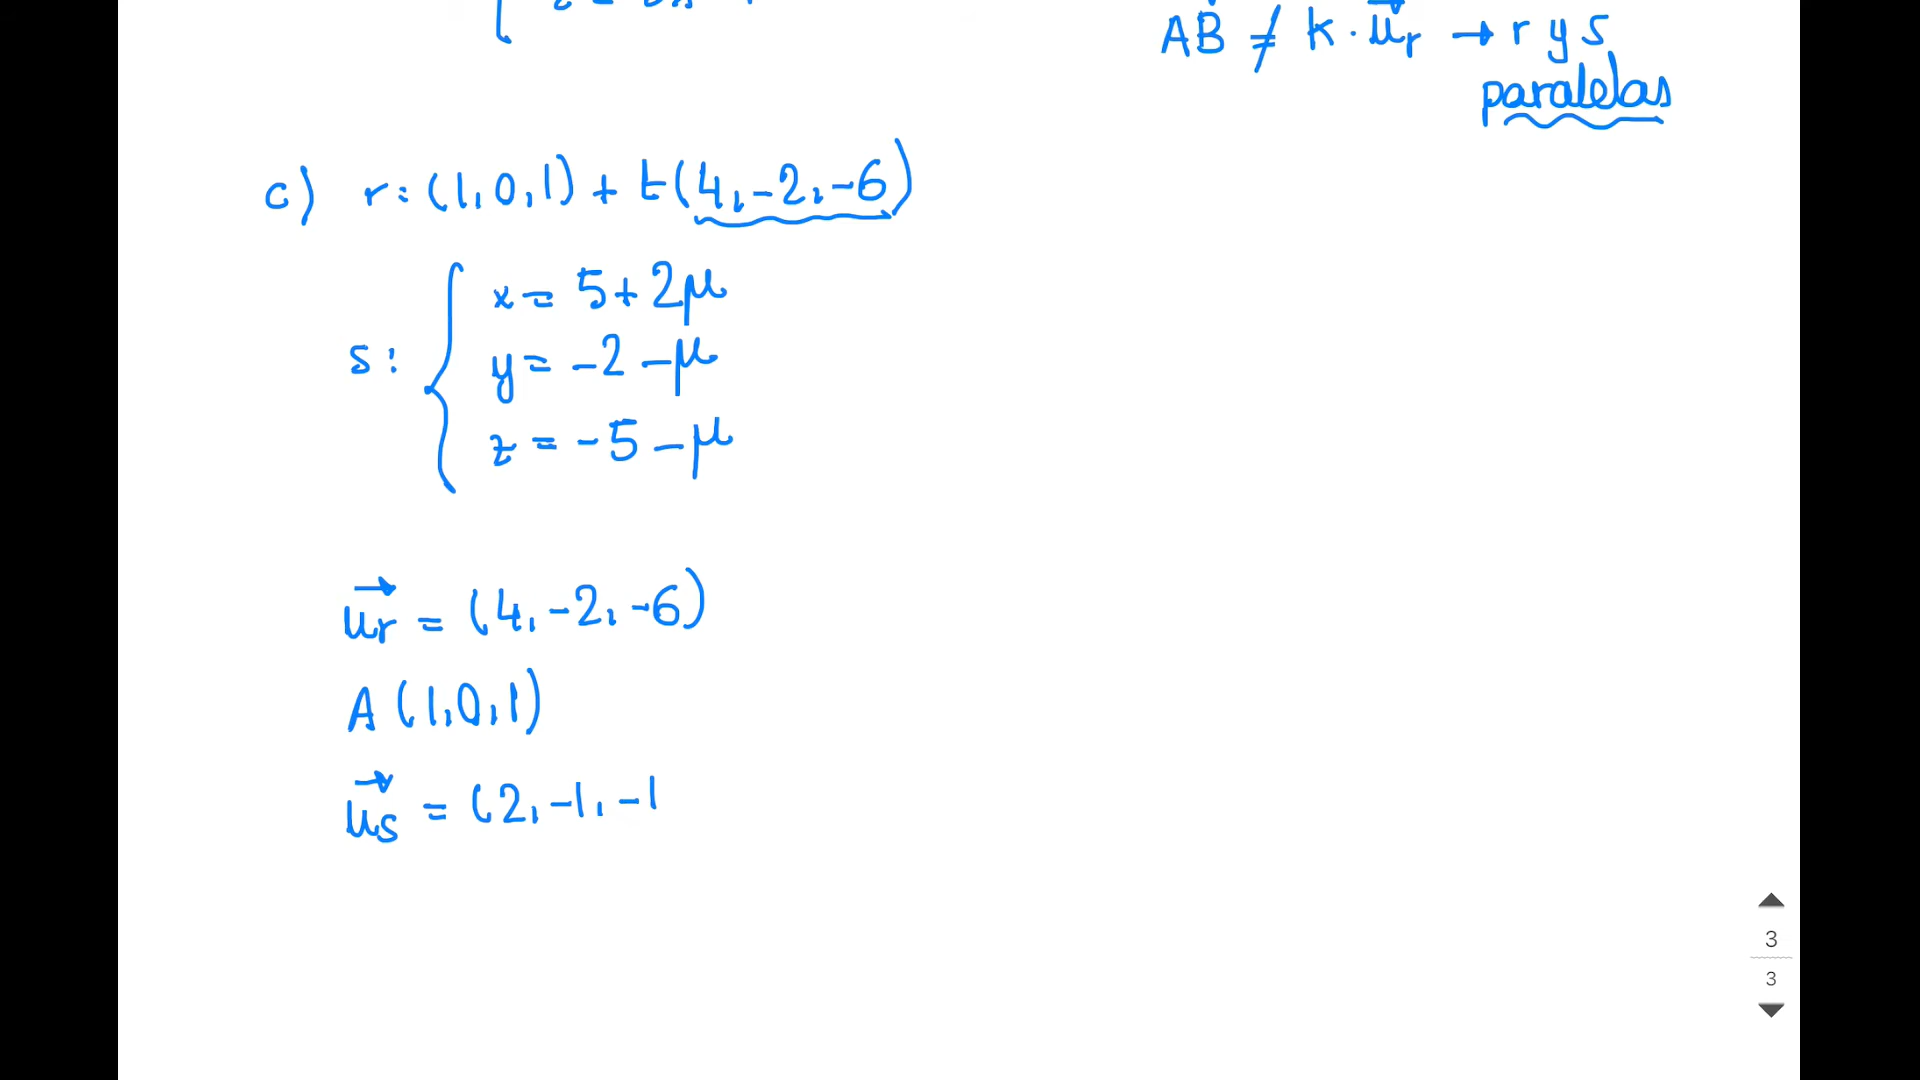 AB ≠ k · u⃗r → r y s
paralelas
c) r: (1, 0, 1) + t(4, -2, -6)
x = 5 + 2μ
s: y = -2 - μ
z = -5 - μ
u⃗r = (4, -2, -6)
A (1, 0, 1)
u⃗s = (2, -1, -1
3
3